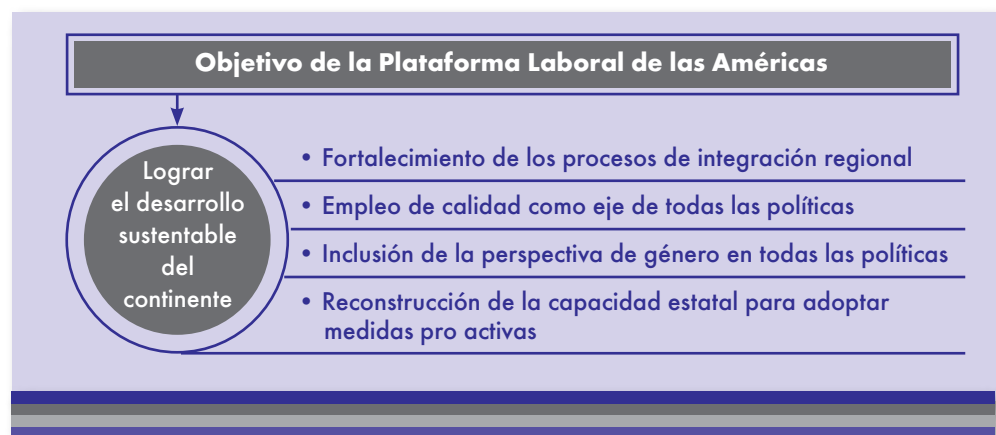 Objetivo de la Plataforma Laboral de las Américas
Lograr
el desarrollo
sustentable
del
continente
• Fortalecimiento de los procesos de integración regional
• Empleo de calidad como eje de todas las políticas
• Inclusión de la perspectiva de género en todas las políticas
• Reconstrucción de la capacidad estatal para adoptar
medidas pro activas